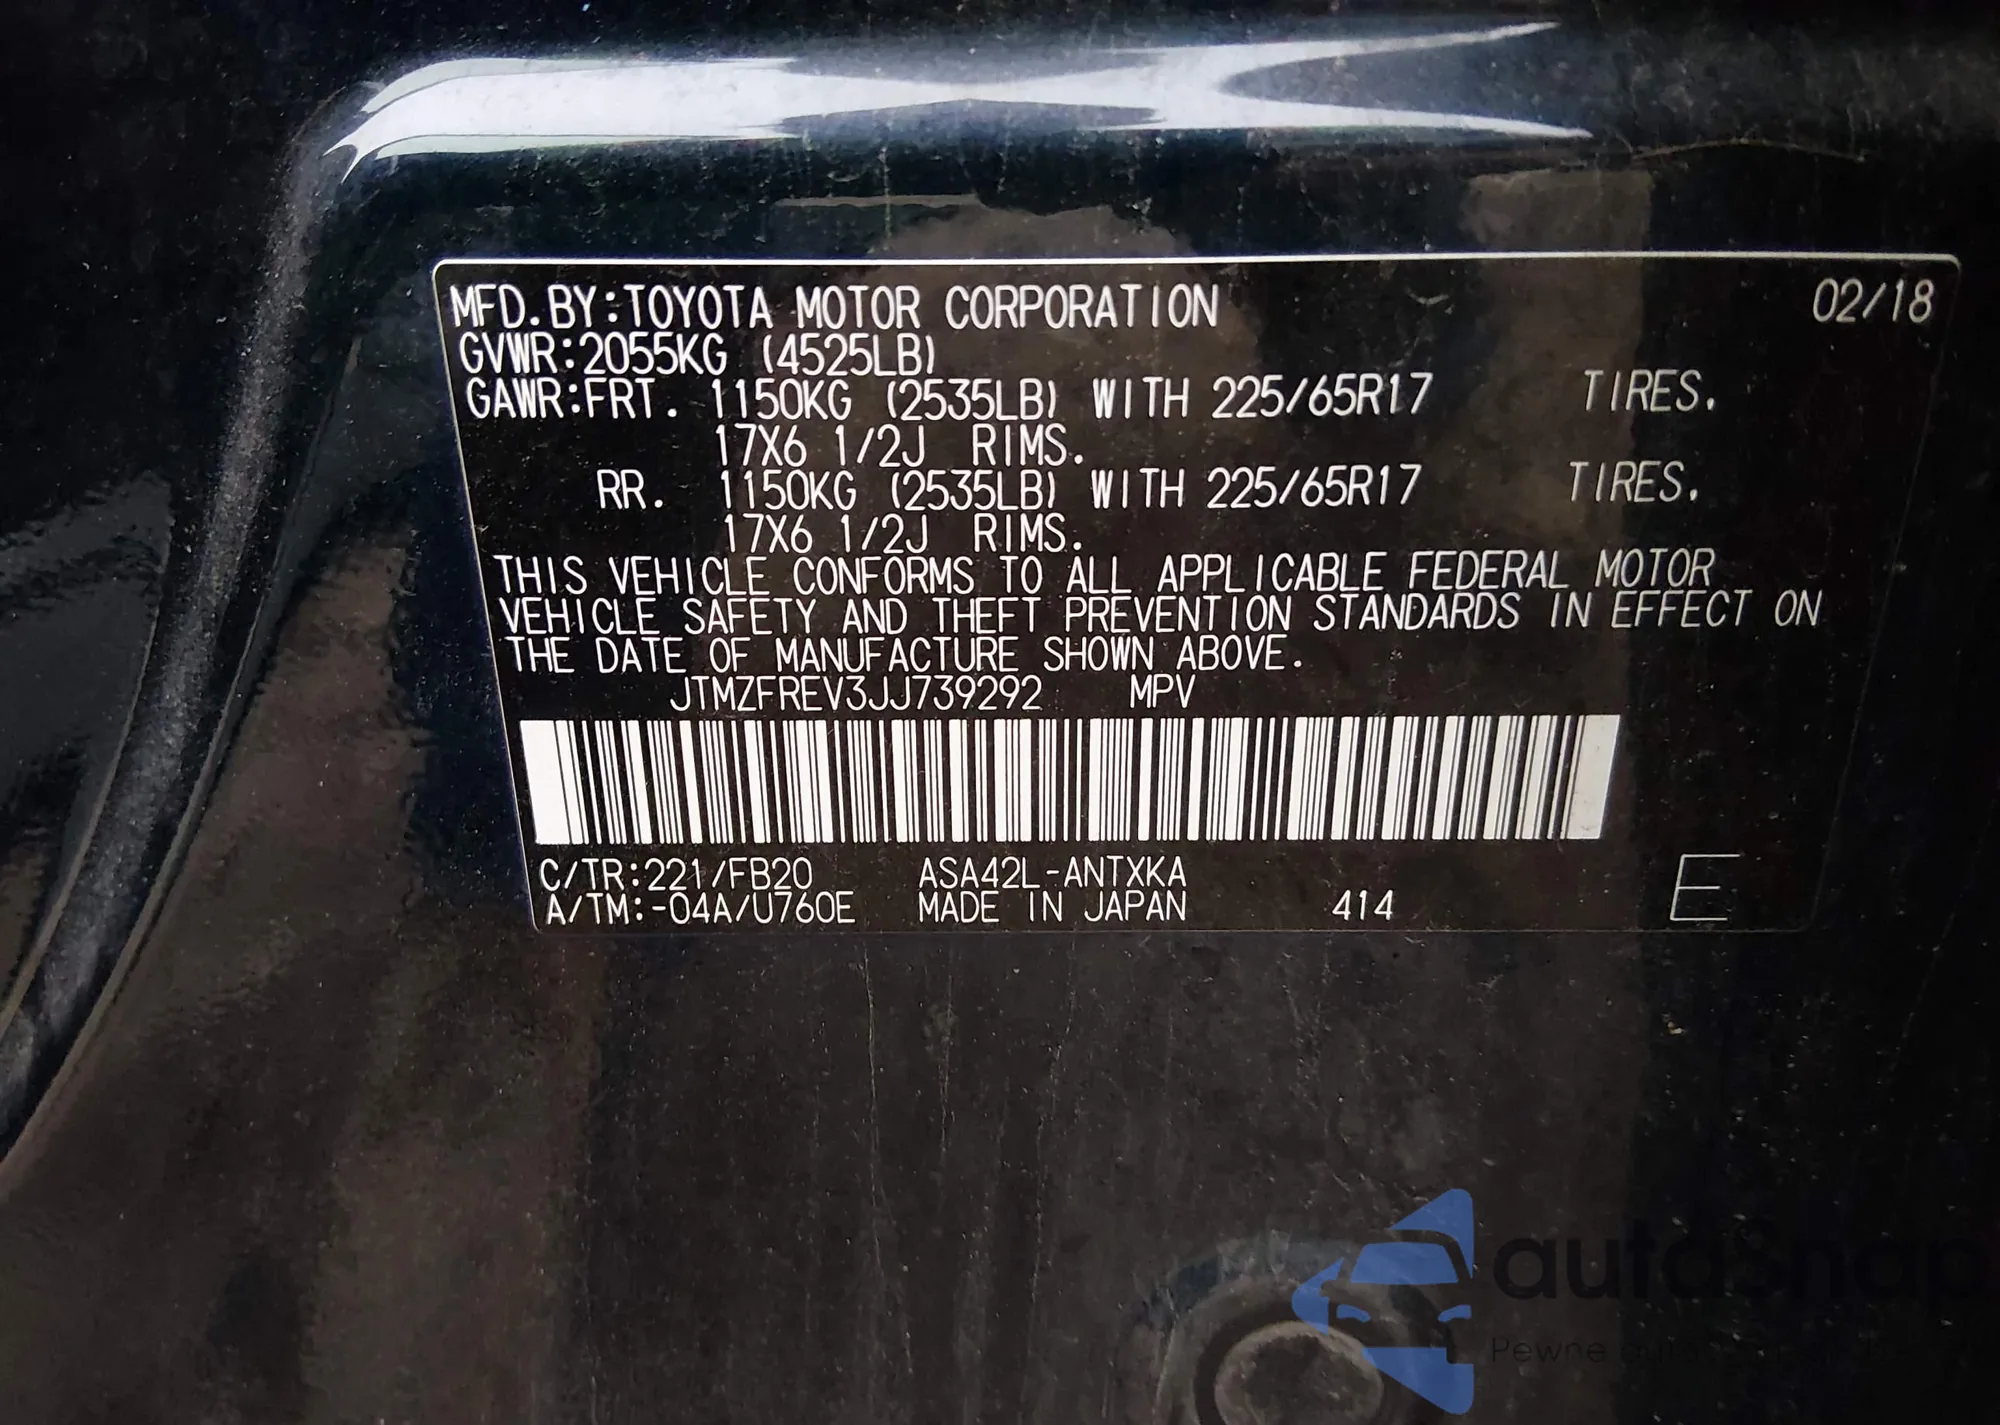 MFD.BY:TOYOTA MOTOR CORPORATION 02/18
GVWR:2055KG (4525LB)
GAWR:FRT. 1150KG (2535LB) WITH 225/65R17 TIRES.
17X6 1/2J RIMS.
RR. 1150KG (2535LB) WITH 225/65R17 TIRES.
17X6 1/2J RIMS.
THIS VEHICLE CONFORMS TO ALL APPLICABLE FEDERAL MOTOR
VEHICLE SAFETY AND THEFT PREVENTION STANDARDS IN EFFECT ON
THE DATE OF MANUFACTURE SHOWN ABOVE.
JTMZFREV3JJ739292 MPV
C/TR:221/FB20 ASA42L-ANTXKA
A/TM:-04A/U760E MADE IN JAPAN 414 E
autasnap
Pewne auta